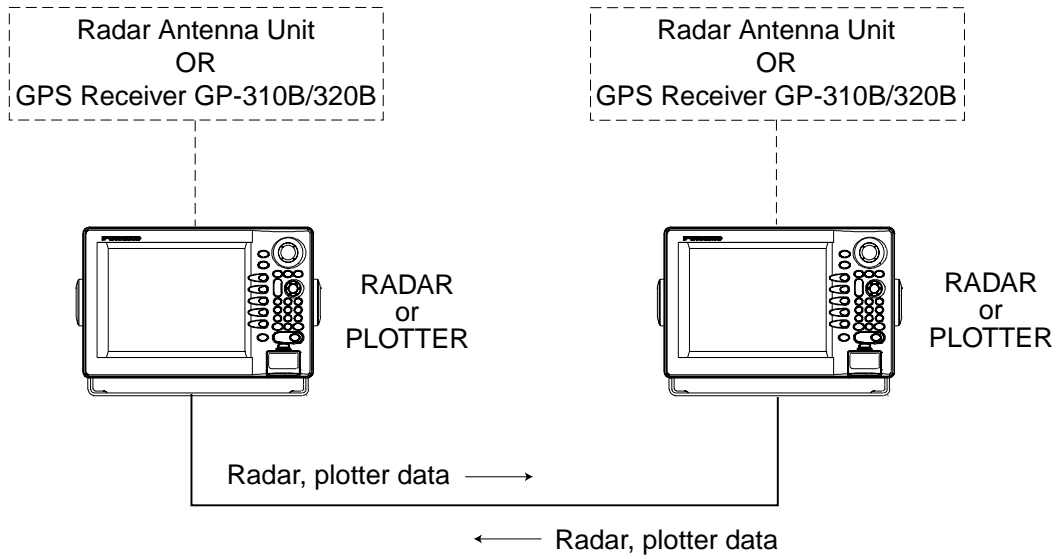 Radar Antenna Unit
OR
GPS Receiver GP-310B/320B
Radar Antenna Unit
OR
GPS Receiver GP-310B/320B
RADAR
or
PLOTTER
RADAR
or
PLOTTER
Radar, plotter data
Radar, plotter data